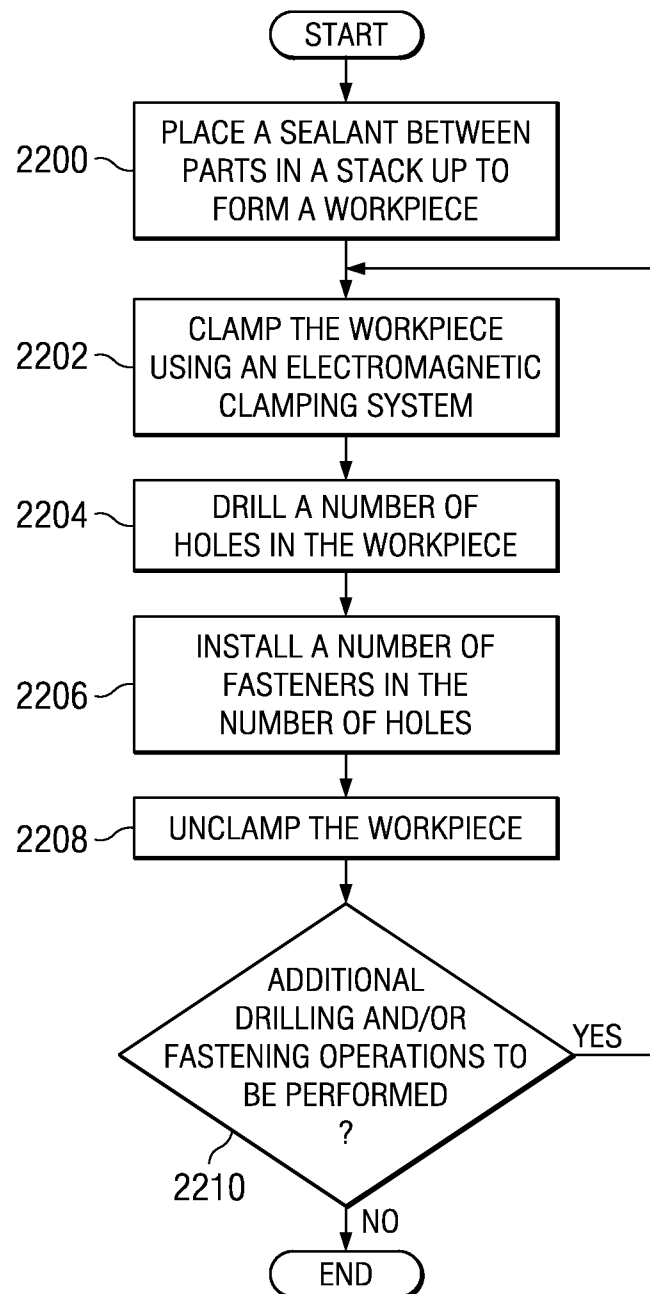 START
2200
PLACE A SEALANT BETWEEN
PARTS IN A STACK UP TO
FORM A WORKPIECE
2202
CLAMP THE WORKPIECE
USING AN ELECTROMAGNETIC
CLAMPING SYSTEM
2204
DRILL A NUMBER OF
HOLES IN THE WORKPIECE
2206
INSTALL A NUMBER OF
FASTENERS IN THE
NUMBER OF HOLES
2208
UNCLAMP THE WORKPIECE
ADDITIONAL
DRILLING AND/OR
FASTENING OPERATIONS TO
BE PERFORMED
?
YES
2210
NO
END